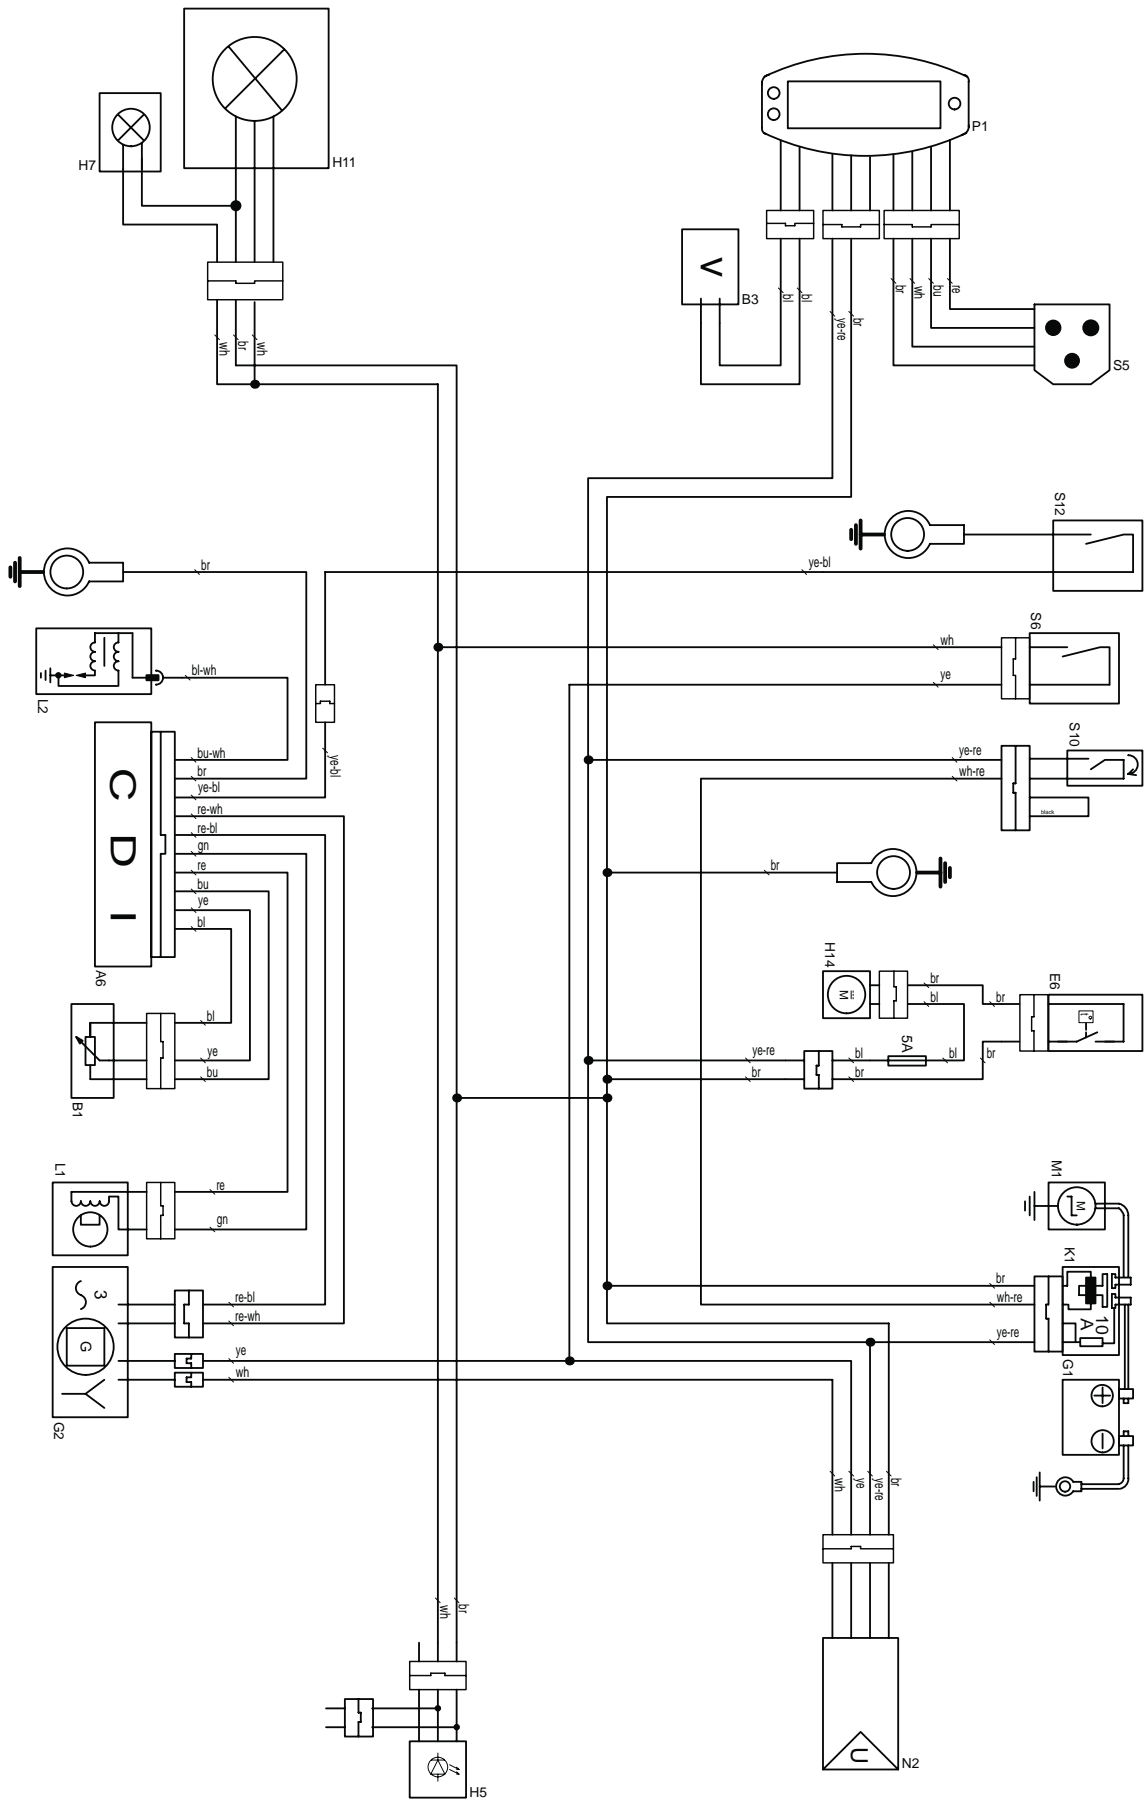 H7
H11
P1
B3
V
S5
bl
bl
ye-re
br
br
wh
bu
re
wh
br
wh
S12
br
ye-bl
S6
wh
ye
bl-wh
L2
ye-bl
S10
ye-re
wh-re
black
C D I
bu-wh
br
ye-bl
re-wh
re-bl
gn
re
bu
ye
bl
A6
br
H14
M
E6
br
bl
br
5A
ye-re
bl
bl
br
br
br
bl
ye
bu
B1
L1
re
gn
M1
M
K1
10
A
br
wh-re
ye-re
G1
3
G
G2
re-bl
re-wh
ye
wh
wh
ye
ye-re
br
wh
br
U
N2
H5